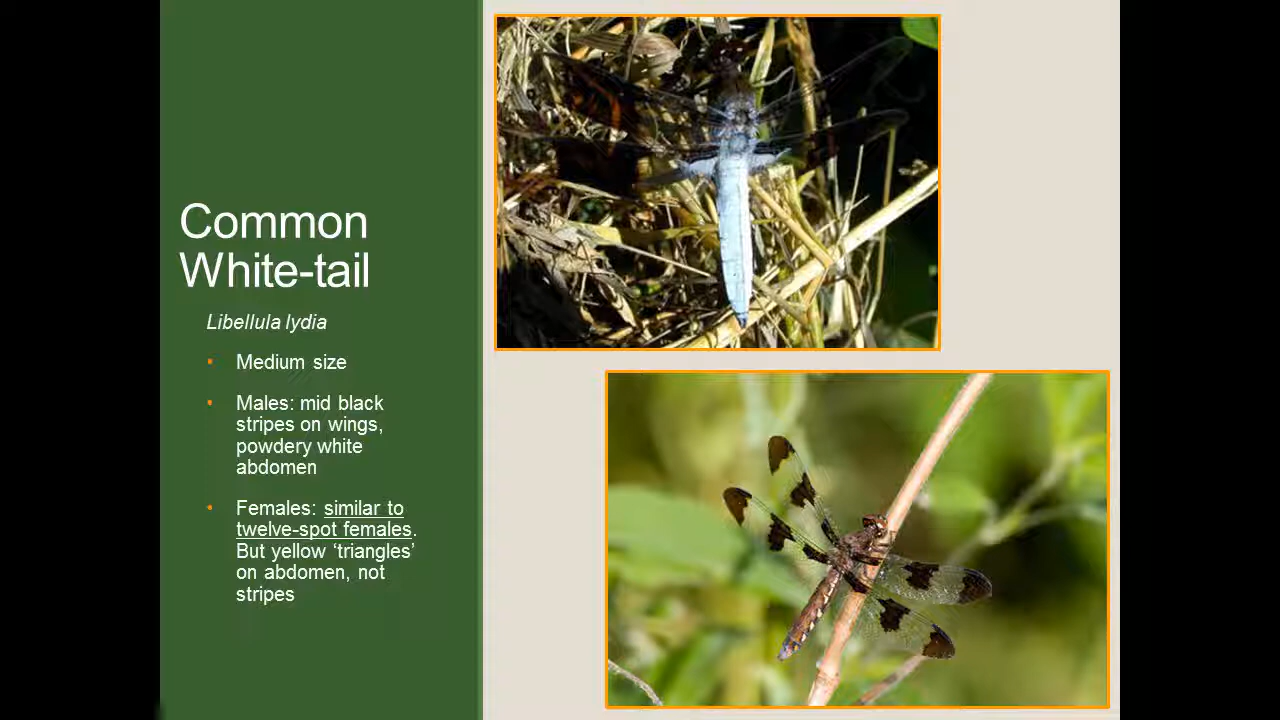 Common
White-tail
Libellula lydia
• Medium size
• Males: mid black
stripes on wings,
powdery white
abdomen
• Females: similar to
twelve-spot females.
But yellow ‘triangles’
on abdomen, not
stripes